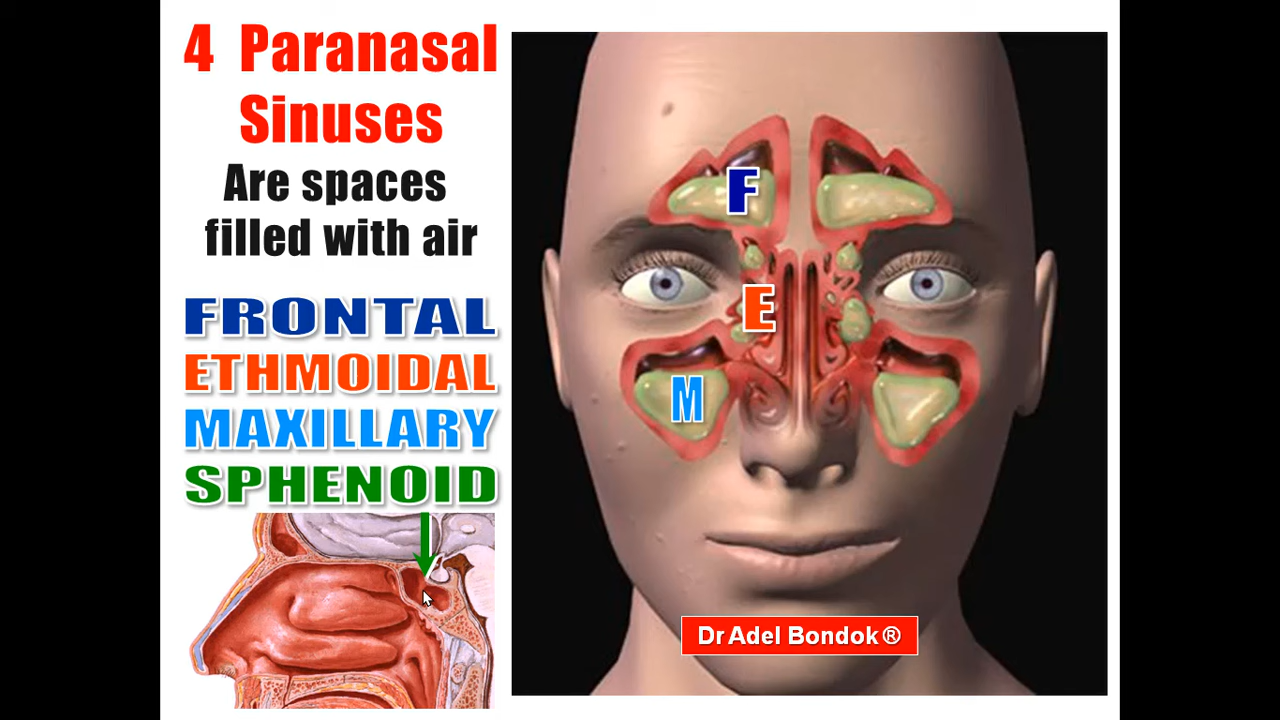 4 Paranasal
Sinuses
Are spaces
filled with air
FRONTAL
ETHMOIDAL
MAXILLARY
SPHENOID
F
E
M
Dr Adel Bondok®